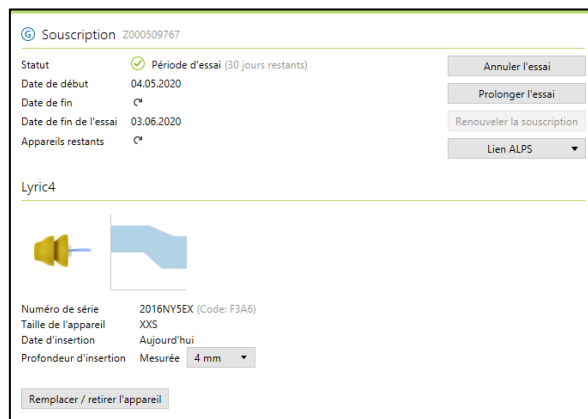 G Souscription Z000509767
Statut Période d'essai (30 jours restants) Annuler l'essai
Date de début 04.05.2020
Prolonger l'essai
Date de fin
Date de fin de l'essai 03.06.2020 Renouveler la souscription
Appareils restants Lien ALPS
Lyric4
Numéro de série 2016NY5EX (Code: F3A6)
Taille de l'appareil XXS
Date d'insertion Aujourd'hui
Profondeur d'insertion Mesurée 4 mm
Remplacer / retirer l'appareil